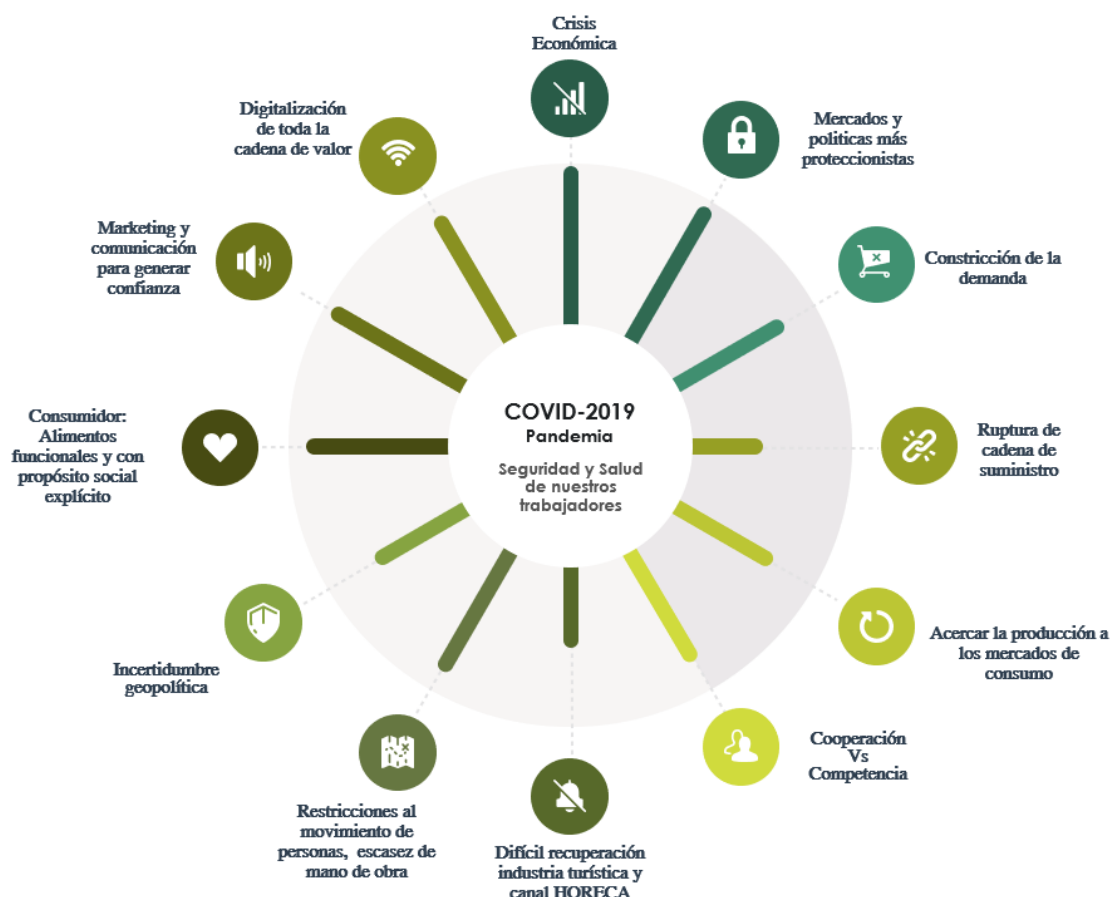 Crisis
Económica
Mercados y
politicas más
proteccionistas
Constricción de la
demanda
Ruptura de
cadena de
suministro
Acercar la producción a
los mercados de
consumo
Cooperación
Vs
Competencia
Difícil recuperación
industria turística y
canal HORECA
Restricciones al
movimiento de
personas, escasez de
mano de obra
Incertidumbre
geopolítica
Consumidor:
Alimentos
funcionales y con
propósito social
explícito
Marketing y
comunicación
para generar
confianza
Digitalización
de toda la
cadena de valor
COVID-2019
Pandemia
Seguridad y Salud
de nuestros
trabajadores